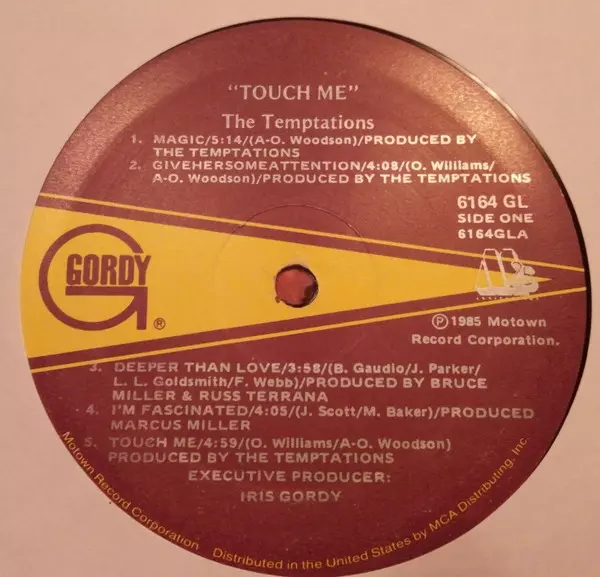 "TOUCH ME"
The Temptations
1. MAGIC/5:14/(A-O. Woodson)/PRODUCED BY
THE TEMPTATIONS
2. GIVEHERSOMEATTENTION/4:08/(O. Williams/
A-O. Woodson)/PRODUCED BY THE TEMPTATIONS
6164 GL
SIDE ONE
6164GLA
GORDY
®
Ⓟ1985 Motown
Record Corporation.
3. DEEPER THAN LOVE/3:58/(B. Gaudio/J. Parker/
L. L. Goldsmith/F. Webb)/PRODUCED BY BRUCE
MILLER & RUSS TERRANA
4. I'M FASCINATED/4:05/(J. Scott/M. Baker)/PRODUCED
MARCUS MILLER
5. TOUCH ME/4:59/(O. Williams/A-O. Woodson)
PRODUCED BY THE TEMPTATIONS
EXECUTIVE PRODUCER:
IRIS GORDY
Motown Record Corporation
Distributed in the United States by MCA Distributing, Inc.